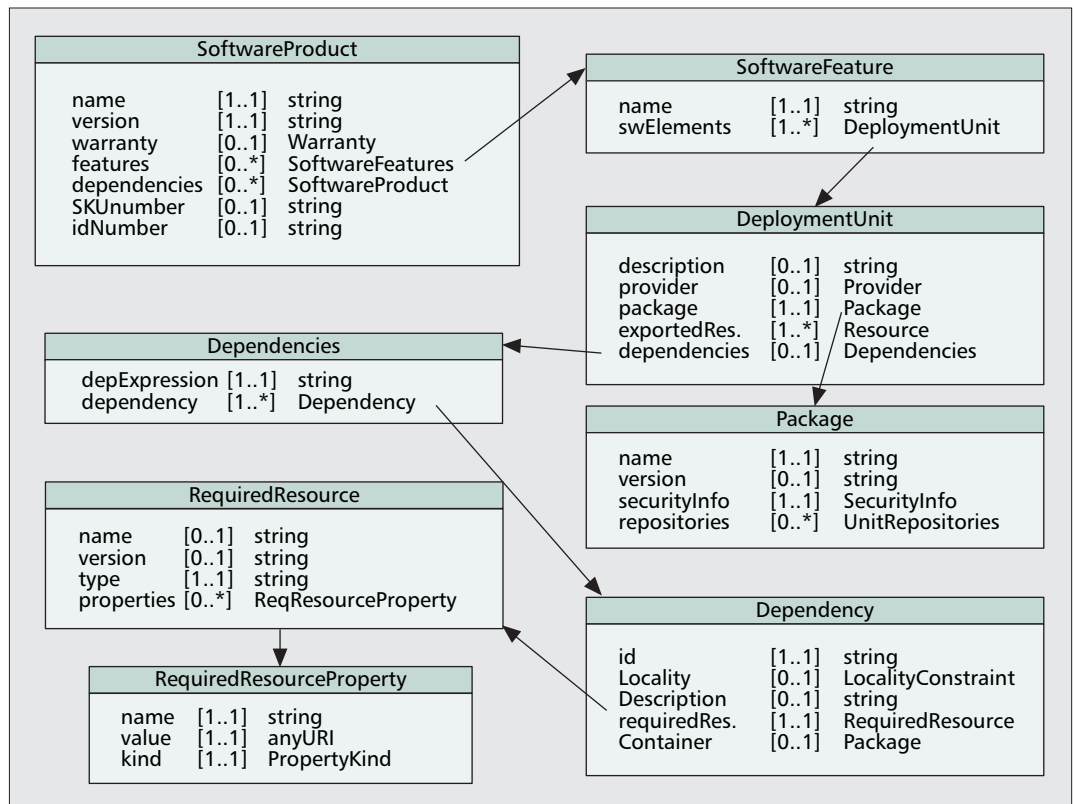 SoftwareProduct
name [1..1] string
version [1..1] string
warranty [0..1] Warranty
features [0..*] SoftwareFeatures
dependencies [0..*] SoftwareProduct
SKUnumber [0..1] string
idNumber [0..1] string
SoftwareFeature
name [1..1] string
swElements [1..*] DeploymentUnit
DeploymentUnit
description [0..1] string
provider [0..1] Provider
package [1..1] Package
exportedRes. [1..*] Resource
dependencies [0..1] Dependencies
Dependencies
depExpression [1..1] string
dependency [1..*] Dependency
Package
name [1..1] string
version [0..1] string
securityInfo [1..1] SecurityInfo
repositories [0..*] UnitRepositories
RequiredResource
name [0..1] string
version [0..1] string
type [1..1] string
properties [0..*] ReqResourceProperty
Dependency
id [1..1] string
Locality [0..1] LocalityConstraint
Description [0..1] string
requiredRes. [1..1] RequiredResource
Container [0..1] Package
RequiredResourceProperty
name [1..1] string
value [1..1] anyURI
kind [1..1] PropertyKind